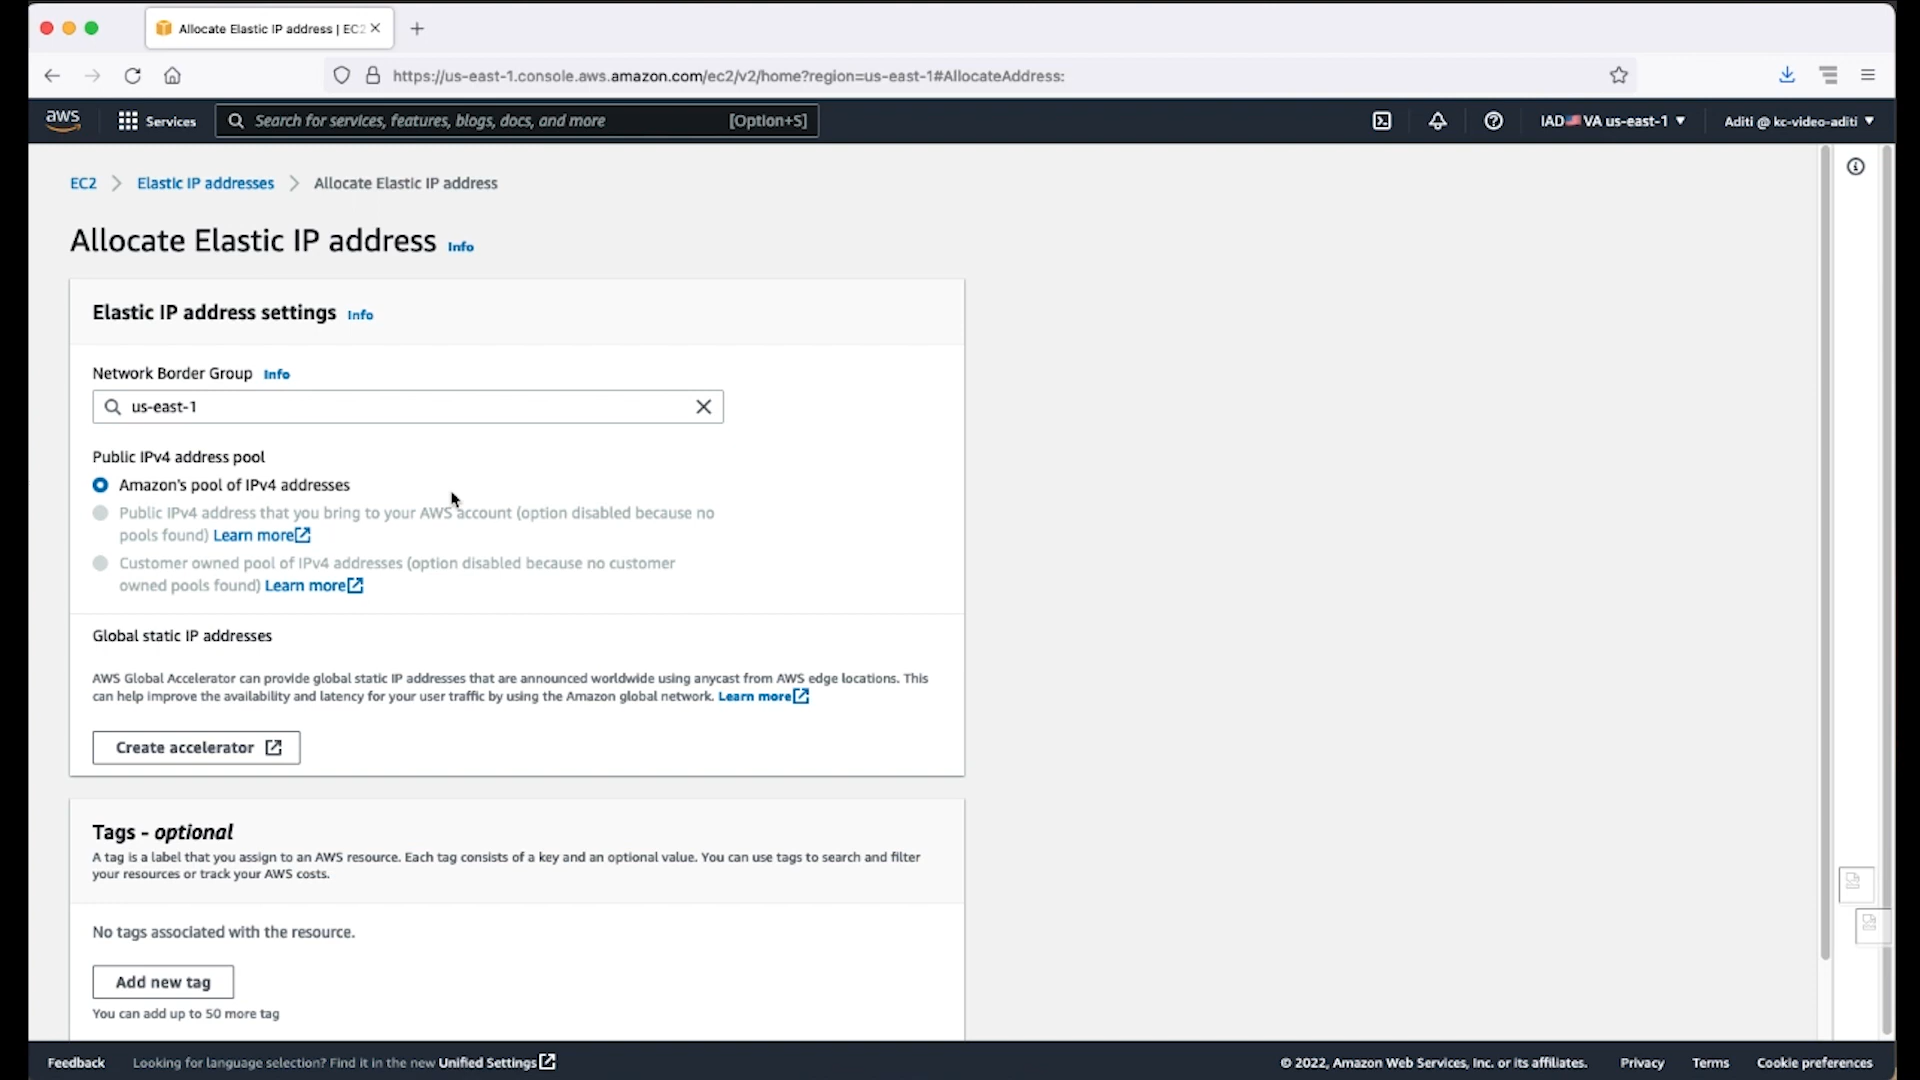 Allocate Elastic IP address | EC2
https://us-east-1.console.aws.amazon.com/ec2/v2/home?region=us-east-1#AllocateAddress:
aws Services Search for services, features, blogs, docs, and more [Option+S] IAD VA us-east-1 Aditi @ kc-video-aditi
EC2 Elastic IP addresses Allocate Elastic IP address
Allocate Elastic IP address Info
Elastic IP address settings Info
Network Border Group Info
us-east-1
Public IPv4 address pool
Amazon's pool of IPv4 addresses
Public IPv4 address that you bring to your AWS account (option disabled because no
pools found) Learn more
Customer owned pool of IPv4 addresses (option disabled because no customer
owned pools found) Learn more
Global static IP addresses
AWS Global Accelerator can provide global static IP addresses that are announced worldwide using anycast from AWS edge locations. This
can help improve the availability and latency for your user traffic by using the Amazon global network. Learn more
Create accelerator
Tags - optional
A tag is a label that you assign to an AWS resource. Each tag consists of a key and an optional value. You can use tags to search and filter
your resources or track your AWS costs.
No tags associated with the resource.
Add new tag
You can add up to 50 more tag
Feedback Looking for language selection? Find it in the new Unified Settings © 2022, Amazon Web Services, Inc. or its affiliates. Privacy Terms Cookie preferences